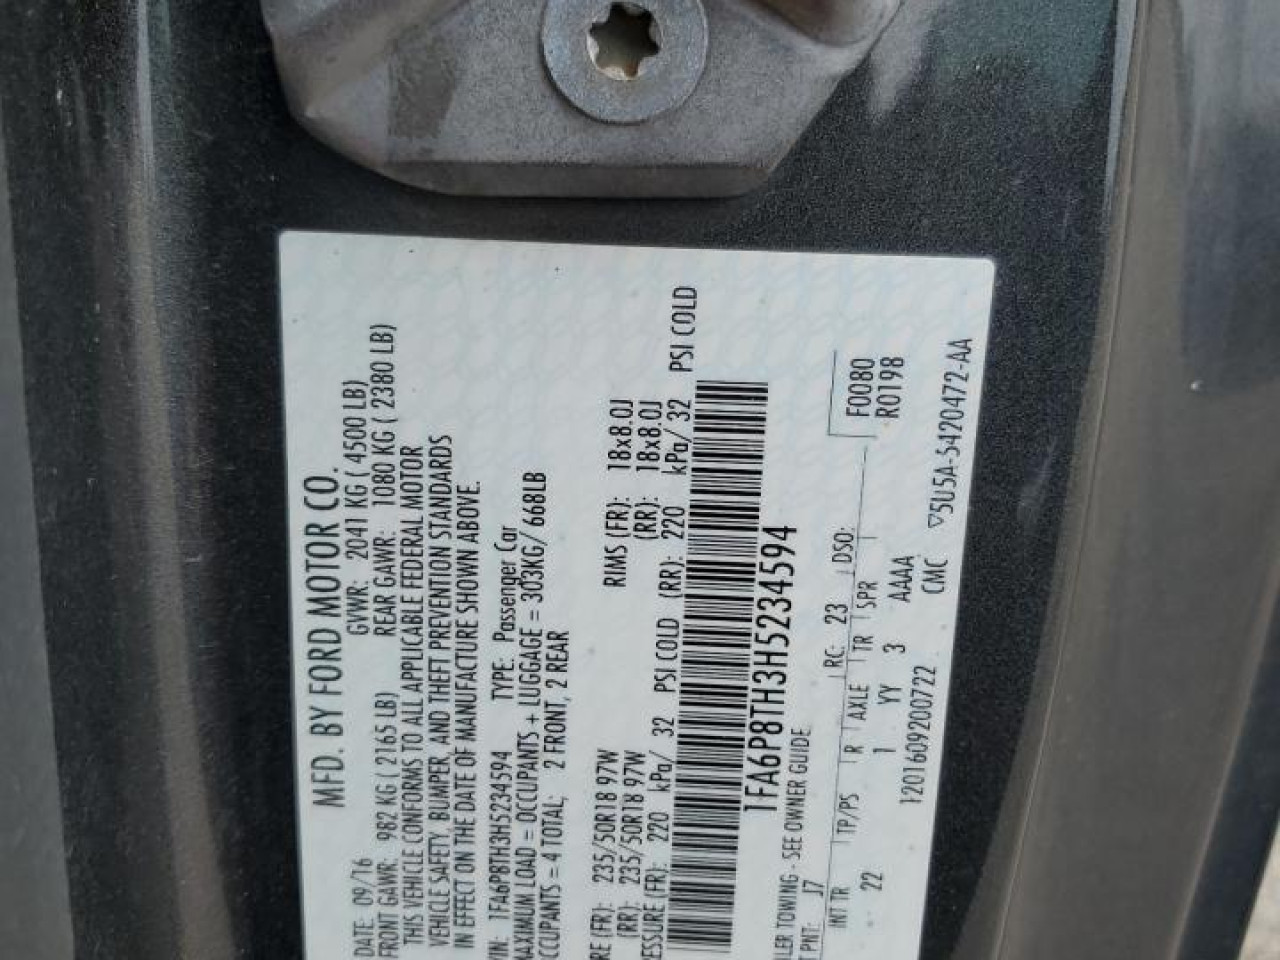 MFD. BY FORD MOTOR CO.
DATE: 09/16 GVWR: 2041 KG ( 4500 LB)
FRONT GAWR: 982 KG ( 2165 LB) REAR GAWR: 1080 KG ( 2380 LB)
THIS VEHICLE CONFORMS TO ALL APPLICABLE FEDERAL MOTOR
VEHICLE SAFETY, BUMPER, AND THEFT PREVENTION STANDARDS
IN EFFECT ON THE DATE OF MANUFACTURE SHOWN ABOVE.
VIN: 1FA6P8TH3H5234594 TYPE: Passenger Car
MAXIMUM LOAD = OCCUPANTS + LUGGAGE = 303KG/ 668LB
CCUPANTS = 4 TOTAL; 2 FRONT, 2 REAR
RE (FR): 235/50R18 97W RIMS (FR): 18x8.0J
(RR): 235/50R18 97W (RR): 18x8.0J
ESSURE (FR): 220 kPa/ 32 PSI COLD (RR): 220 kPa/ 32 PSI COLD
1FA6P8TH3H5234594
ILER TOWING - SEE OWNER GUIDE
T PNT: J7 RC: 23 DSO:
INT TR TP/PS R AXLE TR SPR F0080
22 1 YY 3 AAAA R0198
1201609200722 CMC
▽5U5A-5420472-AA